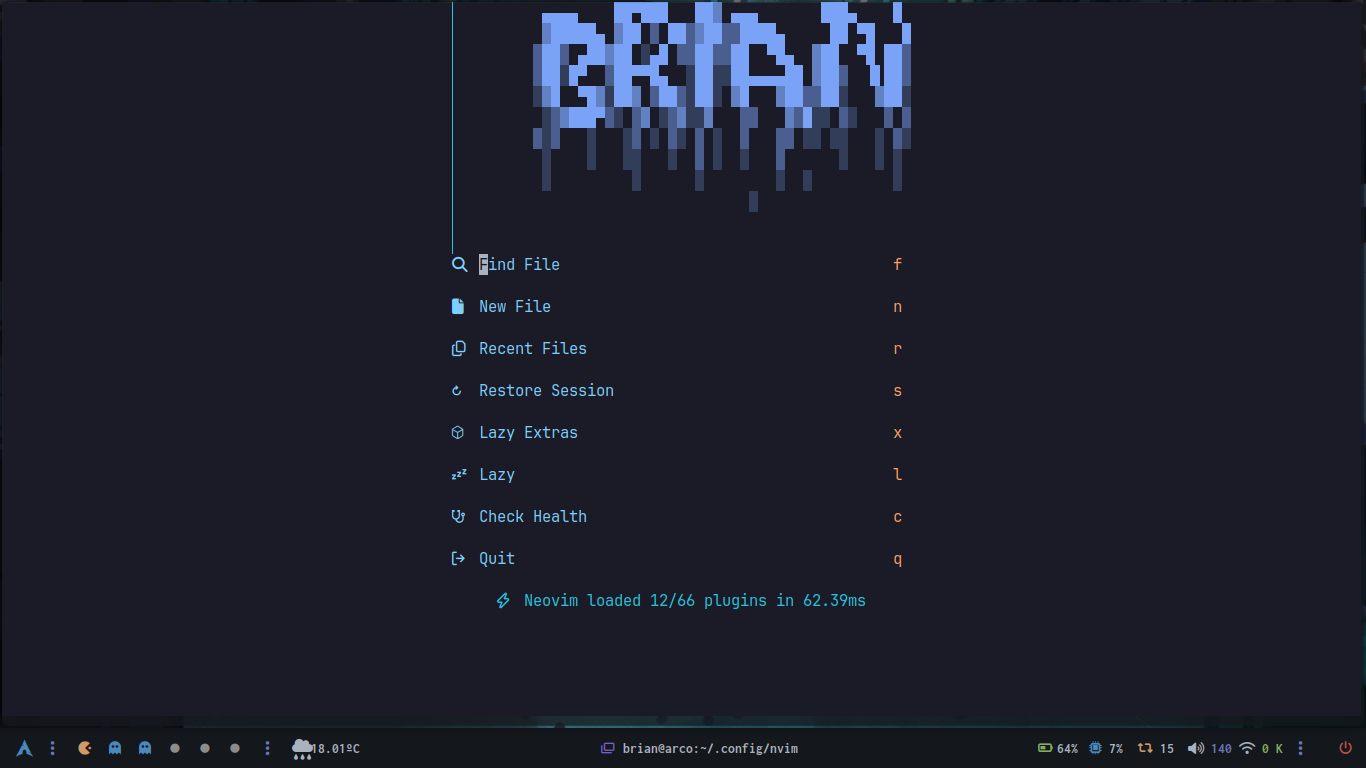 BRIAN
Find File f
New File n
Recent Files r
Restore Session s
Lazy Extras x
zzz Lazy l
Check Health c
Quit q
Neovim loaded 12/66 plugins in 62.39ms
18.01ºC brian@arco:~/.config/nvim 64% 7% 15 140 0 K